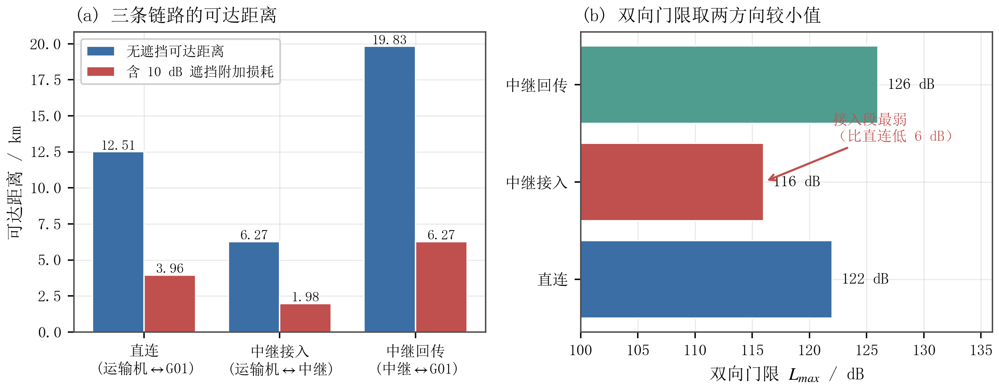 (a) 三条链路的可达距离
无遮挡可达距离
含 10 dB 遮挡附加损耗
可达距离 / km
20.0
17.5
15.0
12.5
10.0
7.5
5.0
2.5
0.0
12.51
3.96
6.27
1.98
19.83
6.27
直连
(运输机↔G01)
中继接入
(运输机↔中继)
中继回传
(中继↔G01)
(b) 双向门限取两方向较小值
中继回传
126 dB
接入段最弱
（比直连低 6 dB）
中继接入
116 dB
直连
122 dB
100
105
110
115
120
125
130
135
双向门限 Lmax / dB